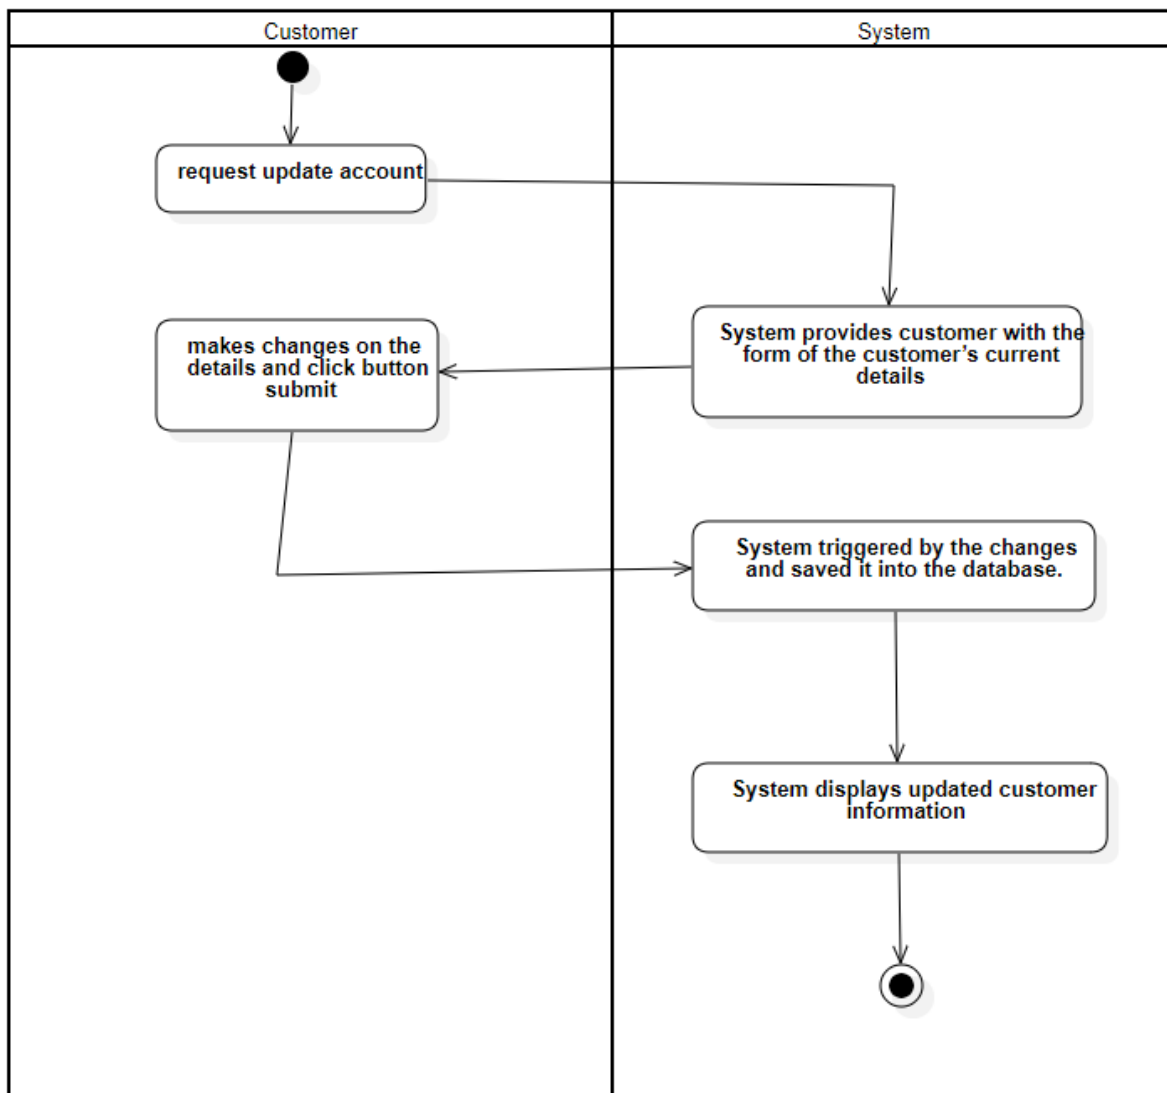 Customer
System
request update account
System provides customer with the
form of the customer’s current
details
makes changes on the
details and click button
submit
System triggered by the changes
and saved it into the database.
System displays updated customer
information